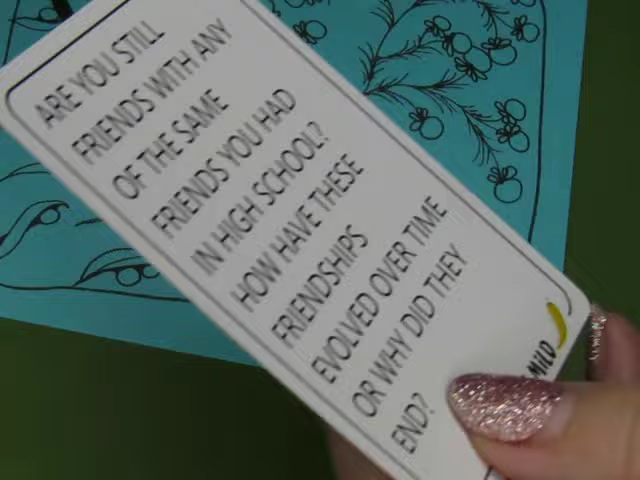 ARE YOU STILL
FRIENDS WITH ANY
OF THE SAME
FRIENDS YOU HAD
IN HIGH SCHOOL?
HOW HAVE THESE
FRIENDSHIPS
EVOLVED OVER TIME
OR WHY DID THEY
END?
MILD